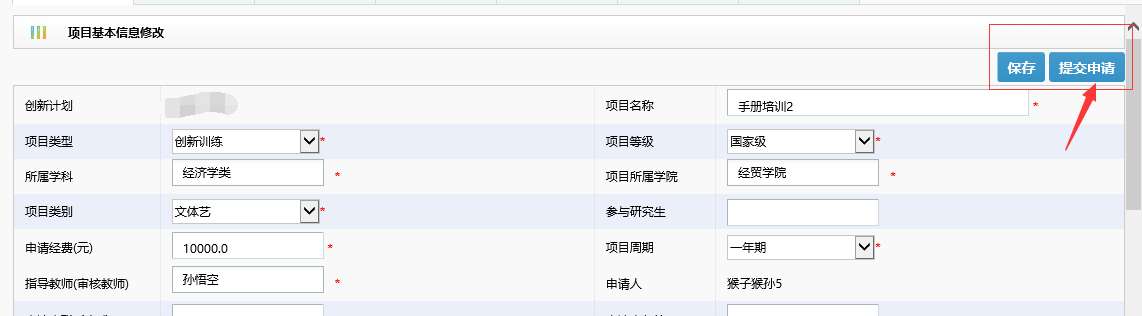 项目基本信息修改
保存 提交申请
创新计划 项目名称 手册培训2 *
项目类型 创新训练 * 项目等级 国家级 *
所属学科 经济学类 * 项目所属学院 经贸学院 *
项目类别 文体艺 * 参与研究生
申请经费(元) 10000.0 * 项目周期 一年期 *
指导教师(审核教师) 孙悟空 * 申请人 猴子猴孙5